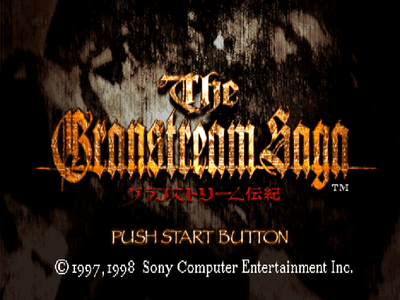 The
Granstream Saga
TM
グランストリーム伝紀
PUSH START BUTTON
©1997,1998 Sony Computer Entertainment Inc.